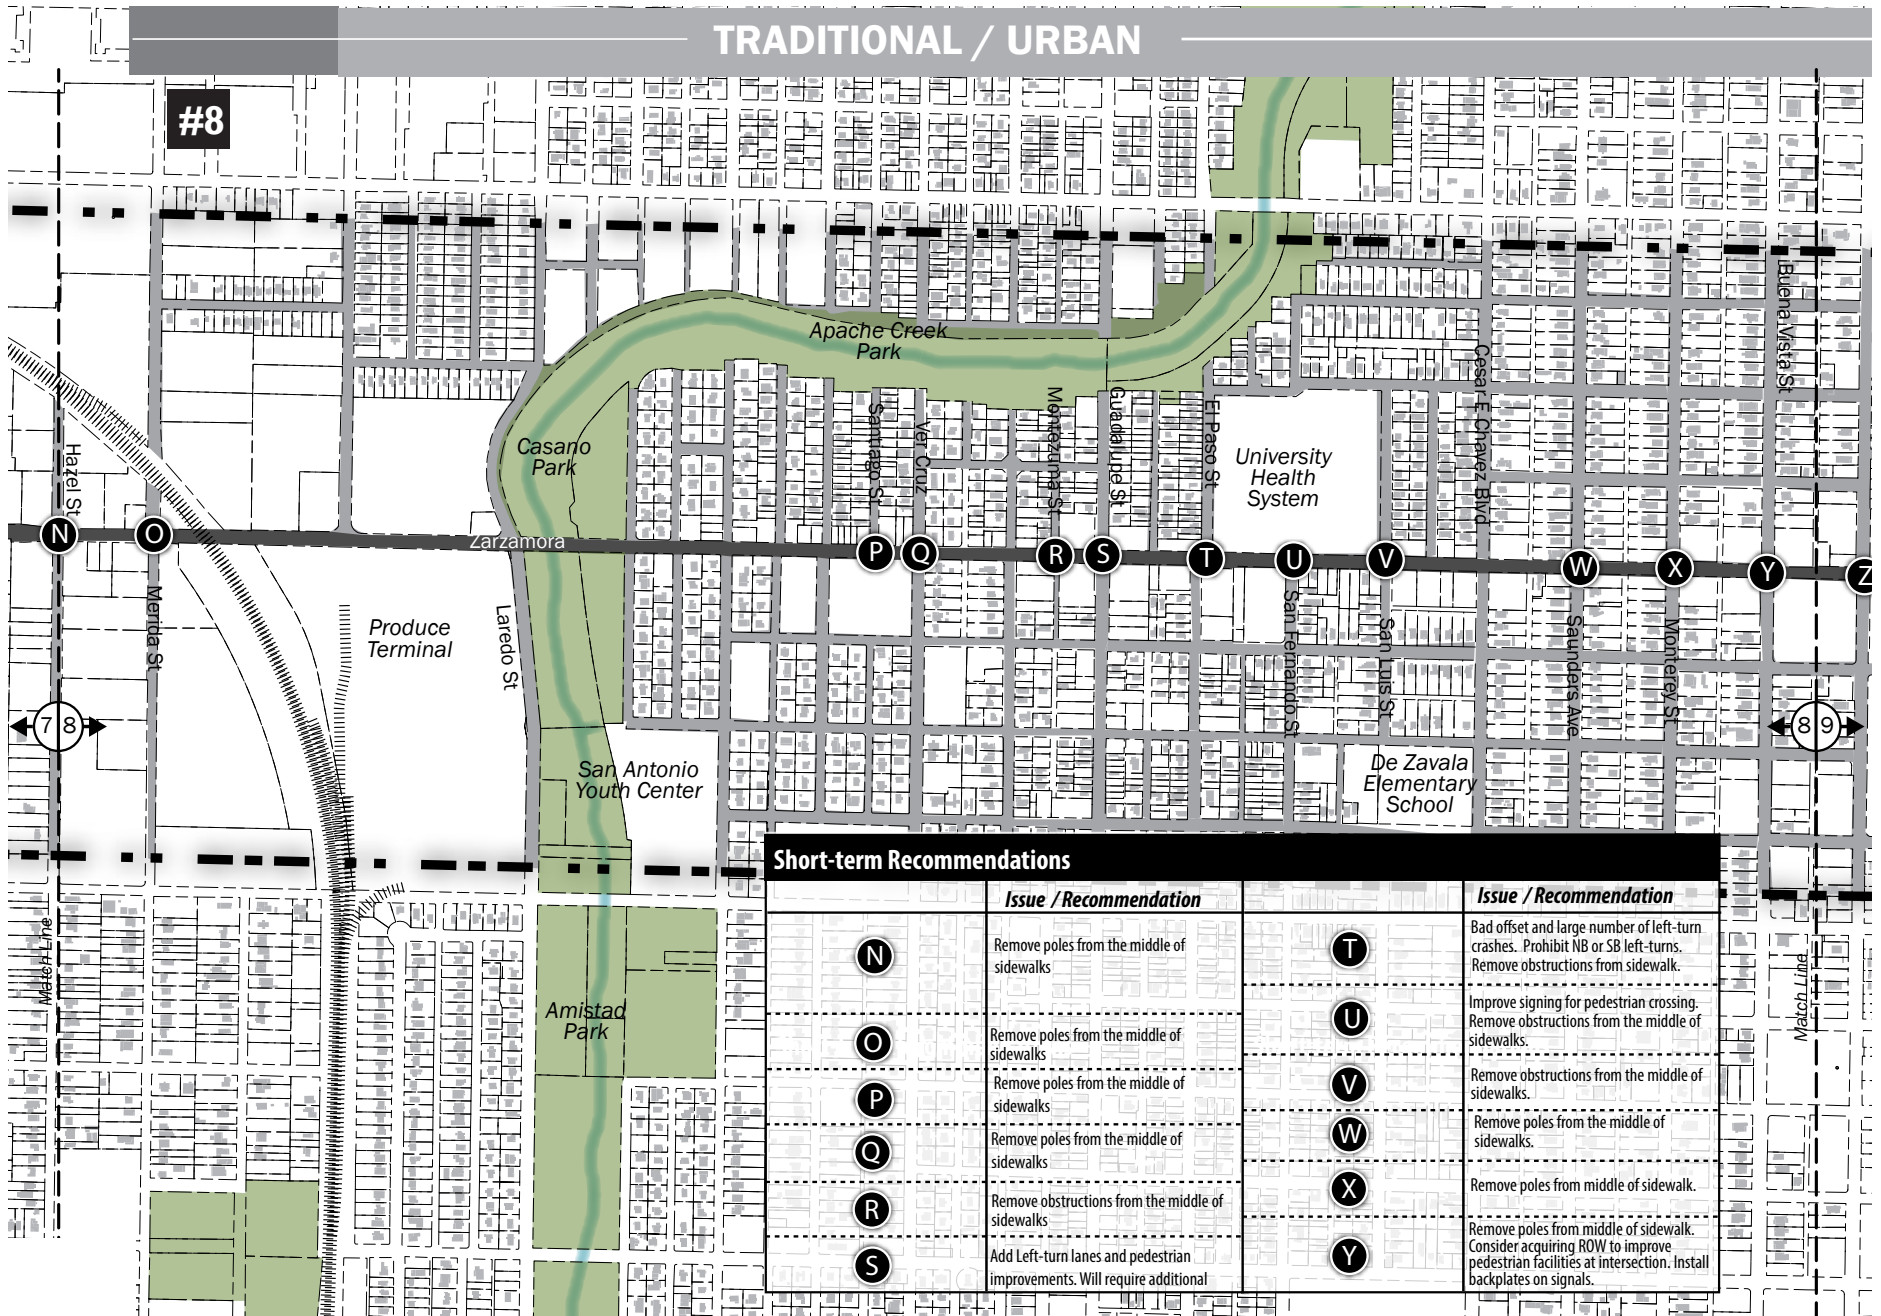 TRADITIONAL / URBAN
#8
Buena Vista St
Apache Creek
Park
Cesar E Chavez Blvd
Santiago St
Ver Cruz
Montezuma St
Guadalupe St
El Paso St
Casano
Park
University
Health
System
Hazel St
N
O
Zarzamora
P
Q
R
S
T
U
V
W
X
Y
Z
Merida St
Produce
Terminal
Laredo St
San Fernando St
San Luis St
Saunders Ave
Monterey St
7 8
8 9
San Antonio
Youth Center
De Zavala
Elementary
School
Match Line
Amistad
Park
Match Line
Short-term Recommendations
Issue / Recommendation
N
Remove poles from the middle of
sidewalks
O
Remove poles from the middle of
sidewalks
P
Remove poles from the middle of
sidewalks
Q
Remove poles from the middle of
sidewalks
R
Remove obstructions from the middle of
sidewalks
S
Add Left-turn lanes and pedestrian
improvements. Will require additional
Issue / Recommendation
T
Bad offset and large number of left-turn
crashes. Prohibit NB or SB left-turns.
Remove obstructions from sidewalk.
U
Improve signing for pedestrian crossing.
Remove obstructions from the middle of
sidewalks.
V
Remove obstructions from the middle of
sidewalks.
W
Remove poles from the middle of
sidewalks.
X
Remove poles from middle of sidewalk.
Y
Remove poles from middle of sidewalk.
Consider acquiring ROW to improve
pedestrian facilities at intersection. Install
backplates on signals.